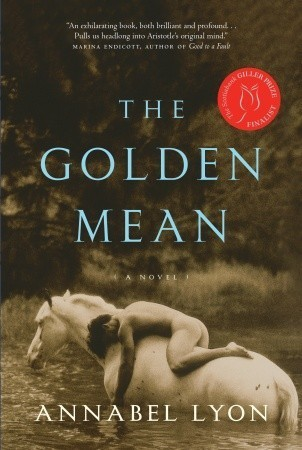 "An exhilarating book, both brilliant and profound. . .
Pulls us headlong into Aristotle's original mind."
MARINA ENDICOTT, AUTHOR OF Good to a Fault
The Scotiabank GILLER PRIZE
FINALIST
THE
GOLDEN
MEAN
( A NOVEL )
ANNABEL LYON